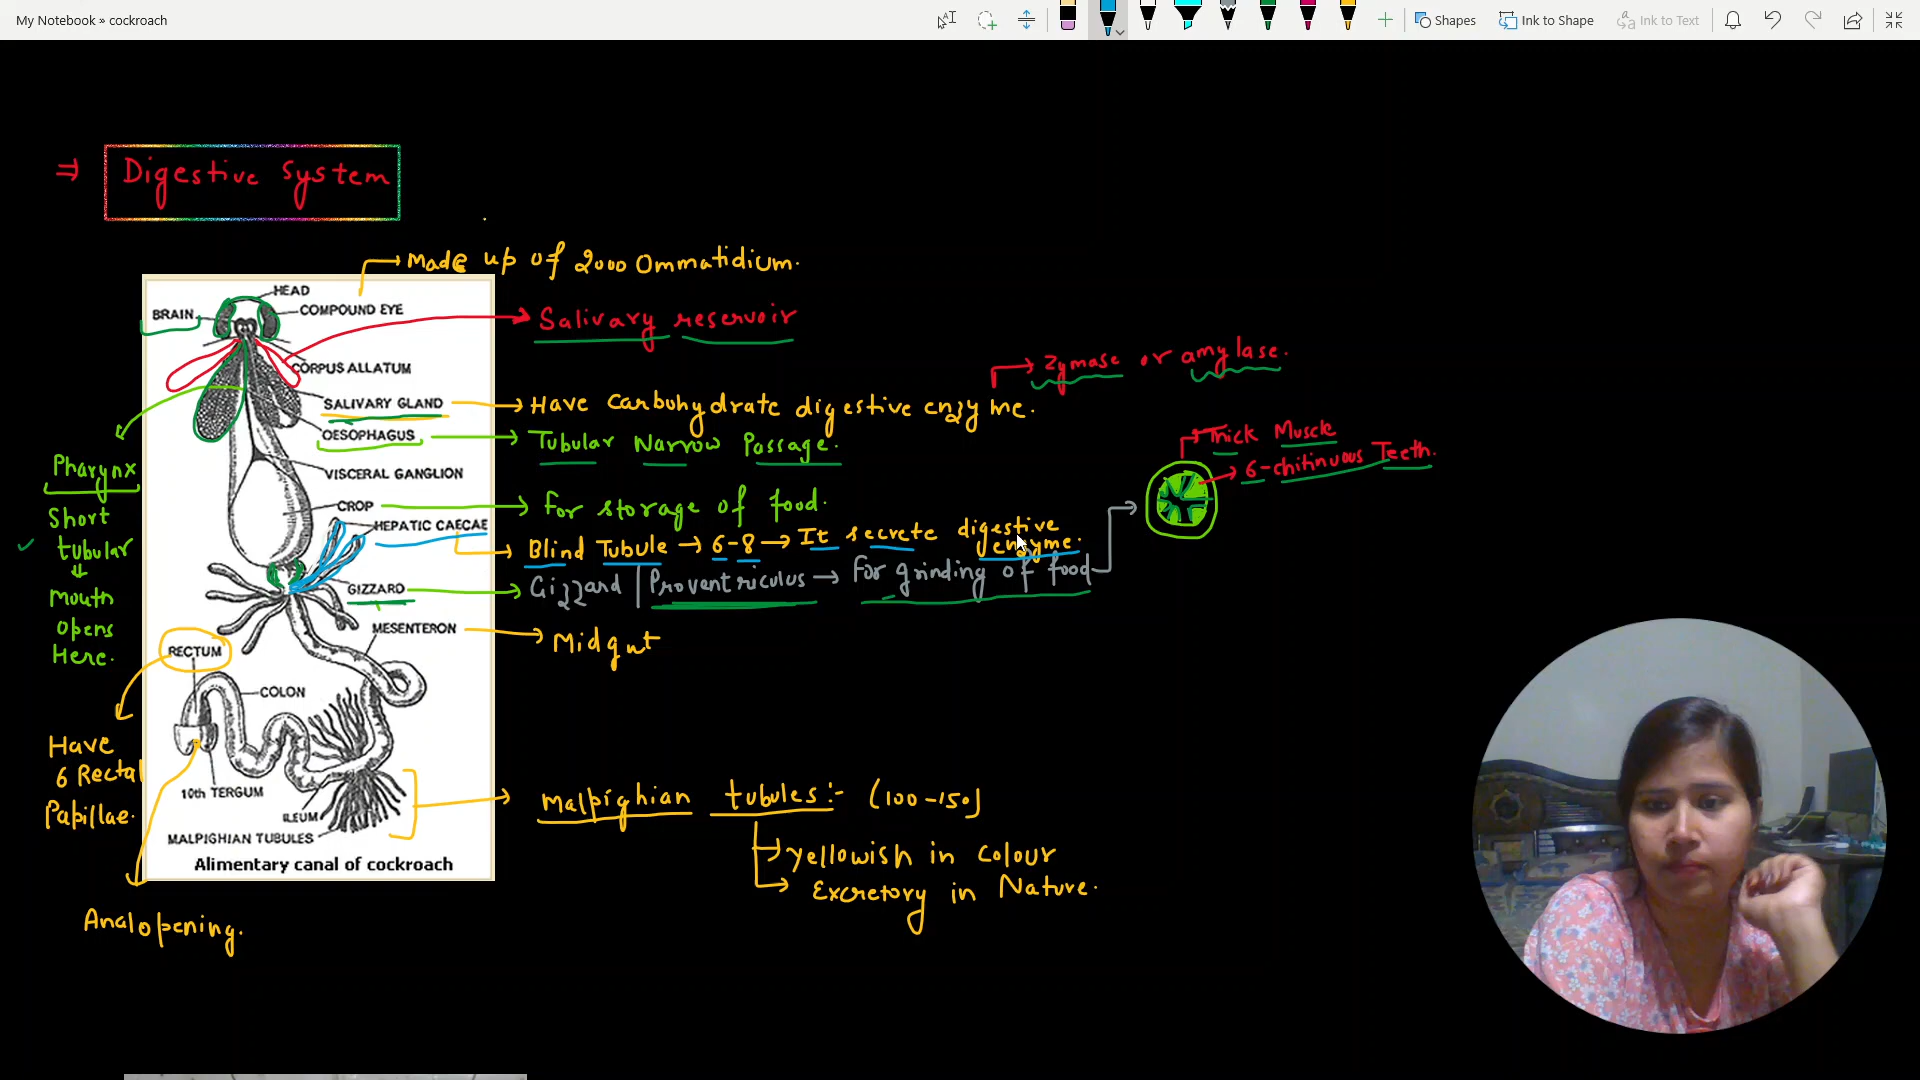 My Notebook » cockroach
Shapes
Ink to Shape
Ink to Text
⇒ Digestive System
Made up of 2000 Ommatidium.
HEAD
COMPOUND EYE
BRAIN
Salivary reservoir
CORPUS ALLATUM
Zymase or amylase.
SALIVARY GLAND
Have Carbohydrate digestive enzyme.
OESOPHAGUS
Tubular Narrow Passage.
Thick Muscle
6-chitinuous Teeth.
VISCERAL GANGLION
Pharynx
Short
tubular
Mouth
opens
Here.
CROP
For storage of food.
HEPATIC CAECAE
Blind Tubule → 6-8 → It secrete digestive
enzyme.
GIZZARD
Gizzard | Proventriculus → For grinding of food
MESENTERON
Midgut
RECTUM
COLON
Have
6 Rectal
Papillae.
10th TERGUM
ILEUM
MALPIGHIAN TUBULES
Malpighian tubules:- (100-150)
Yellowish in Colour
Excretory in Nature.
Alimentary canal of cockroach
Anal opening.